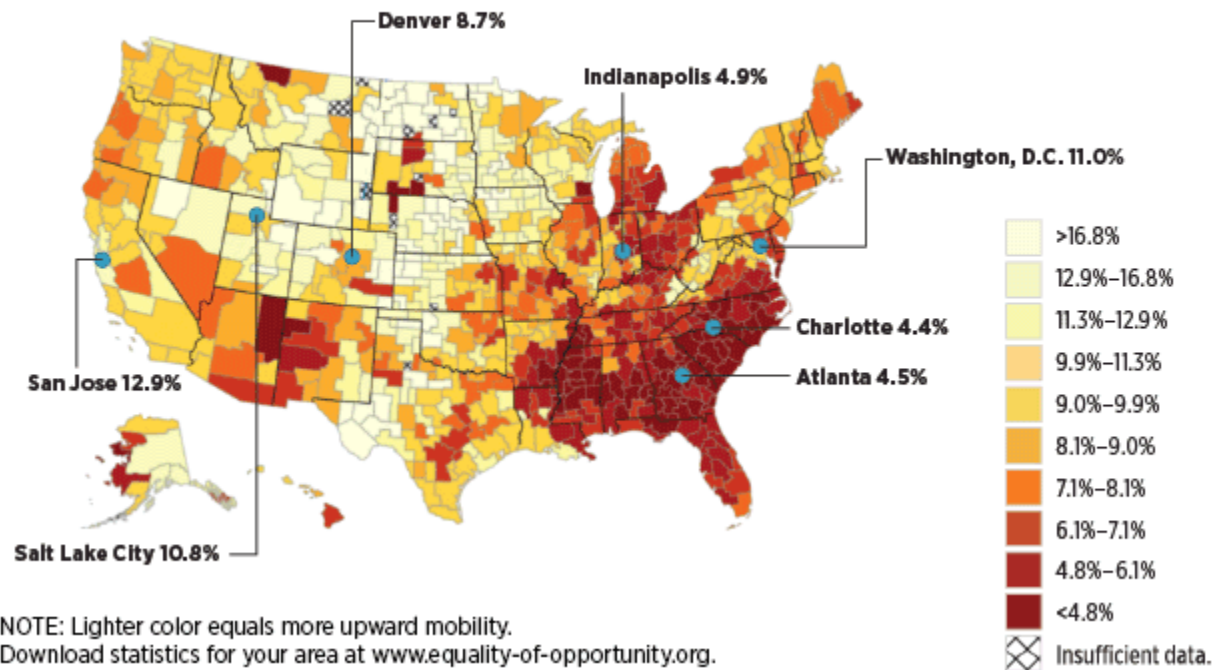 Denver 8.7%
Indianapolis 4.9%
Washington, D.C. 11.0%
>16.8%
12.9%–16.8%
11.3%–12.9%
9.9%–11.3%
9.0%–9.9%
8.1%–9.0%
7.1%–8.1%
6.1%–7.1%
4.8%–6.1%
<4.8%
Insufficient data.
Charlotte 4.4%
Atlanta 4.5%
San Jose 12.9%
Salt Lake City 10.8%
NOTE: Lighter color equals more upward mobility.
Download statistics for your area at www.equality-of-opportunity.org.